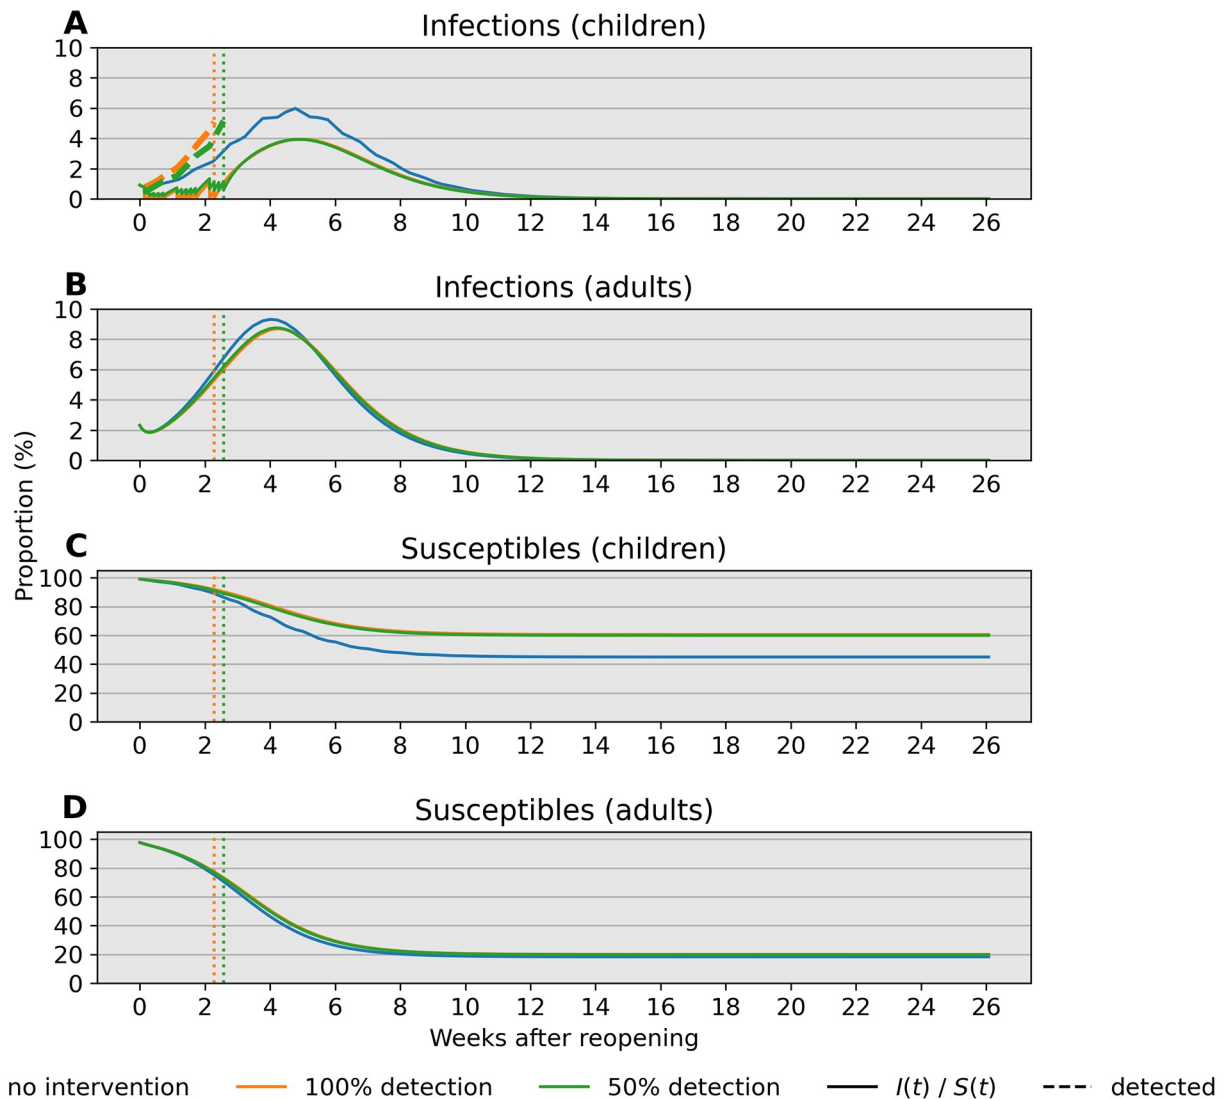 A
Infections (children)
10
8
6
4
2
0
0 2 4 6 8 10 12 14 16 18 20 22 24 26
B
Infections (adults)
10
8
6
4
2
0
0 2 4 6 8 10 12 14 16 18 20 22 24 26
Proportion (%)
C
Susceptibles (children)
100
80
60
40
20
0
0 2 4 6 8 10 12 14 16 18 20 22 24 26
D
Susceptibles (adults)
100
80
60
40
20
0
0 2 4 6 8 10 12 14 16 18 20 22 24 26
Weeks after reopening
no intervention 100% detection 50% detection I(t) / S(t) detected